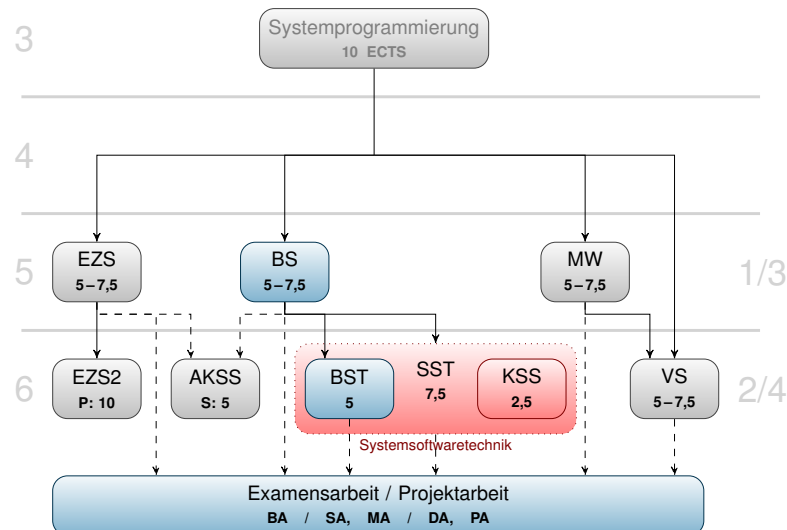 3
Systemprogrammierung
10 ECTS
4
5
EZS
5–7,5
BS
5–7,5
MW
5–7,5
1/3
6
EZS2
P: 10
AKSS
S: 5
BST
5
SST
7,5
KSS
2,5
VS
5–7,5
2/4
Systemsoftwaretechnik
Examensarbeit / Projektarbeit
BA / SA, MA / DA, PA